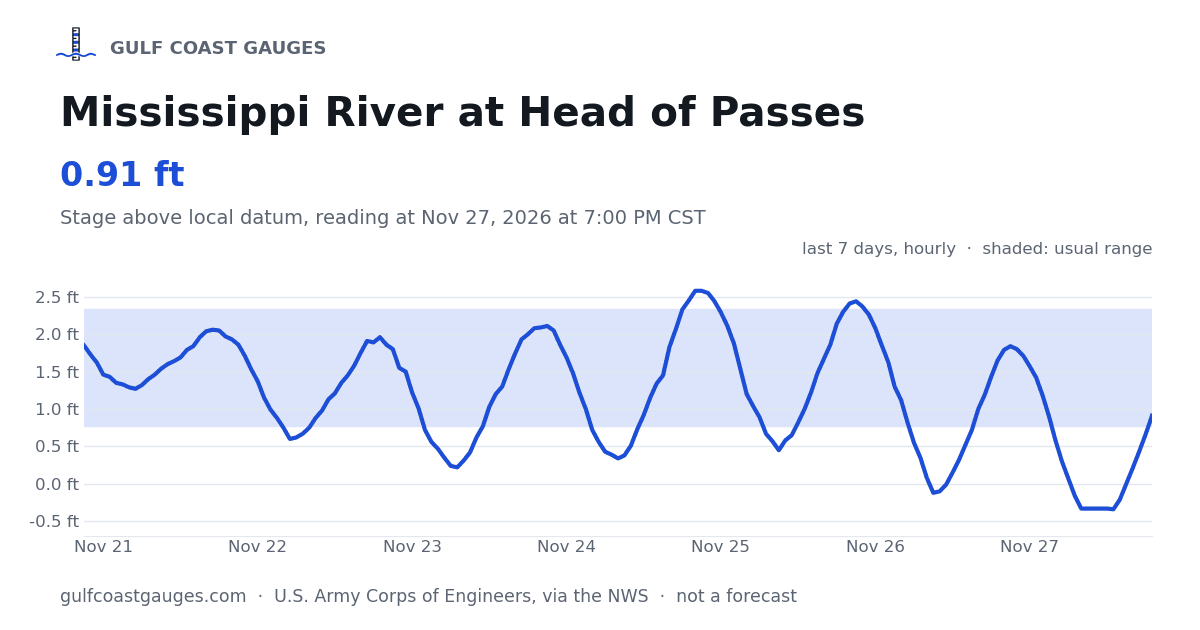 GULF COAST GAUGES
Mississippi River at Head of Passes
0.91 ft
Stage above local datum, reading at Nov 27, 2026 at 7:00 PM CST
last 7 days, hourly · shaded: usual range
2.5 ft
2.0 ft
1.5 ft
1.0 ft
0.5 ft
0.0 ft
-0.5 ft
Nov 21 Nov 22 Nov 23 Nov 24 Nov 25 Nov 26 Nov 27
gulfcoastgauges.com · U.S. Army Corps of Engineers, via the NWS · not a forecast